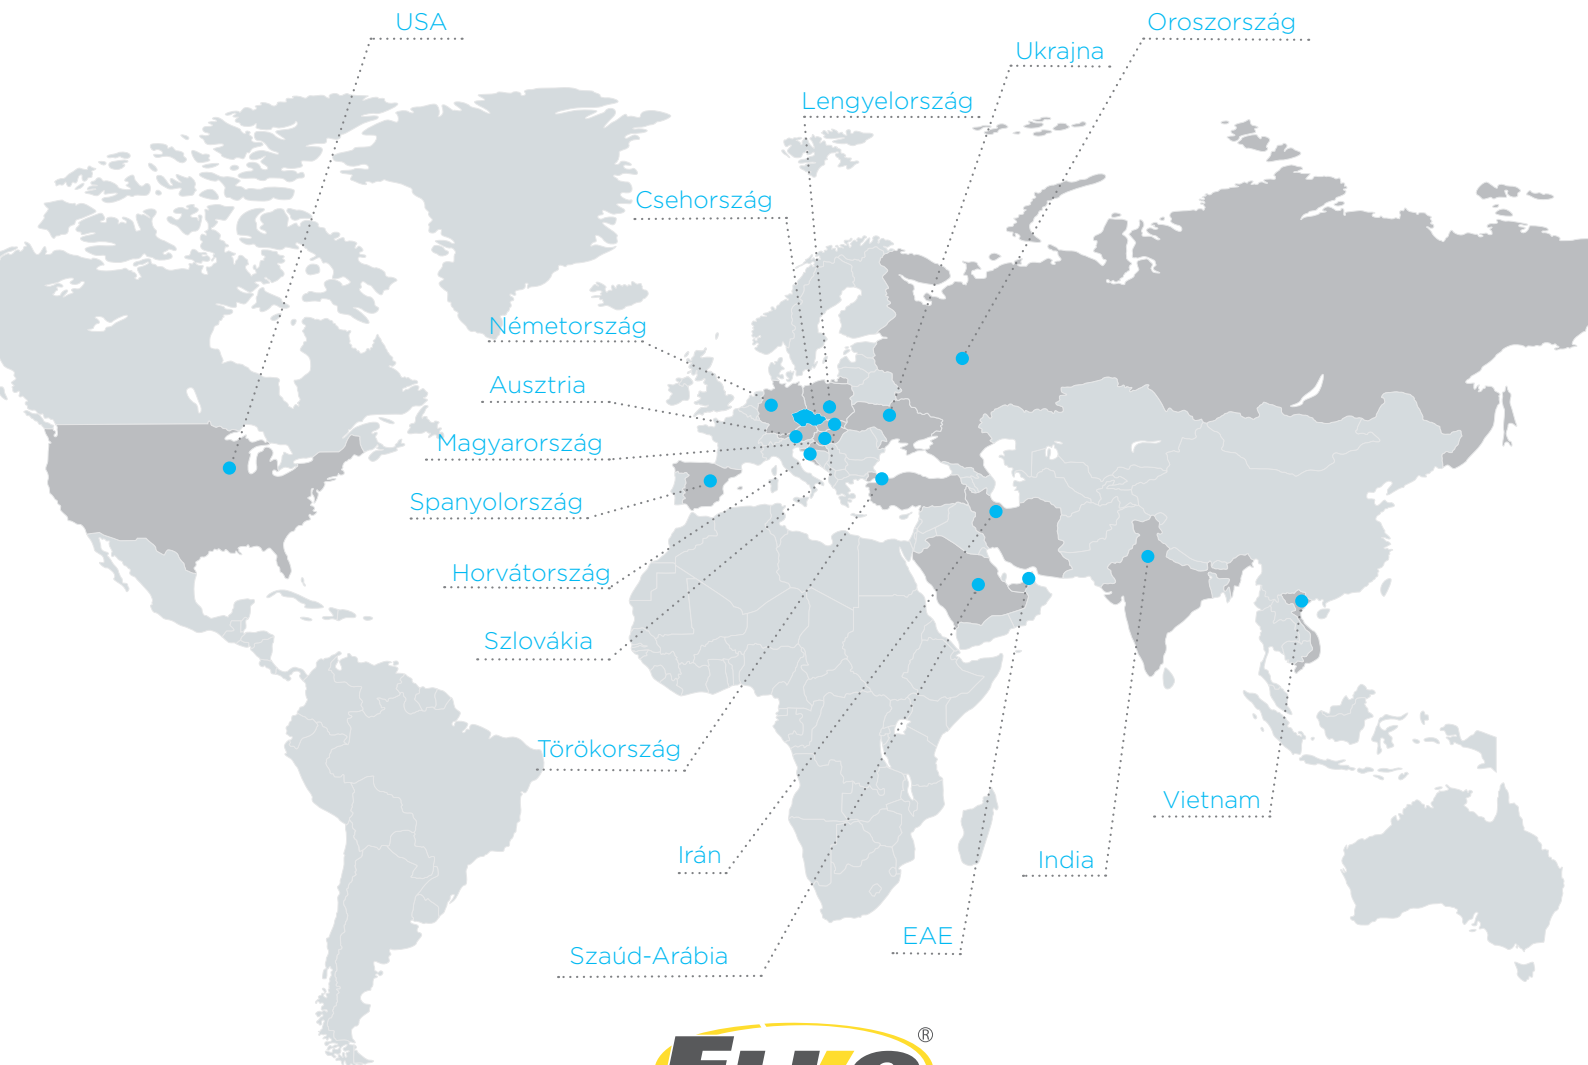 USA
Oroszország
Ukrajna
Lengyelország
Csehország
Németország
Ausztria
Magyarország
Spanyolország
Horvátország
Szlovákia
Törökország
Vietnam
Irán
India
EAE
Szaúd-Arábia
®